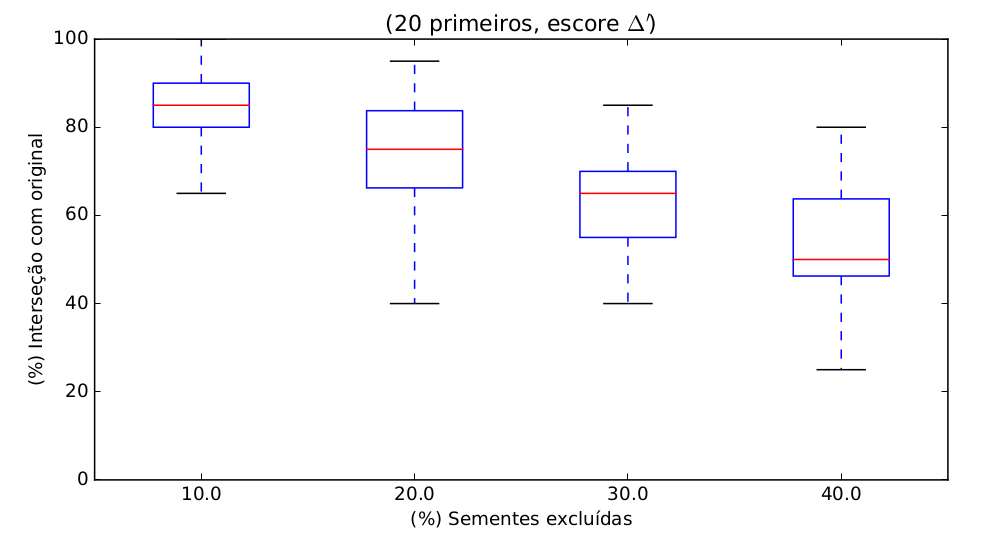 (20 primeiros, escore Δ′)
100
80
60
40
20
0
(%) Interseção com original
10.0 20.0 30.0 40.0
(%) Sementes excluídas